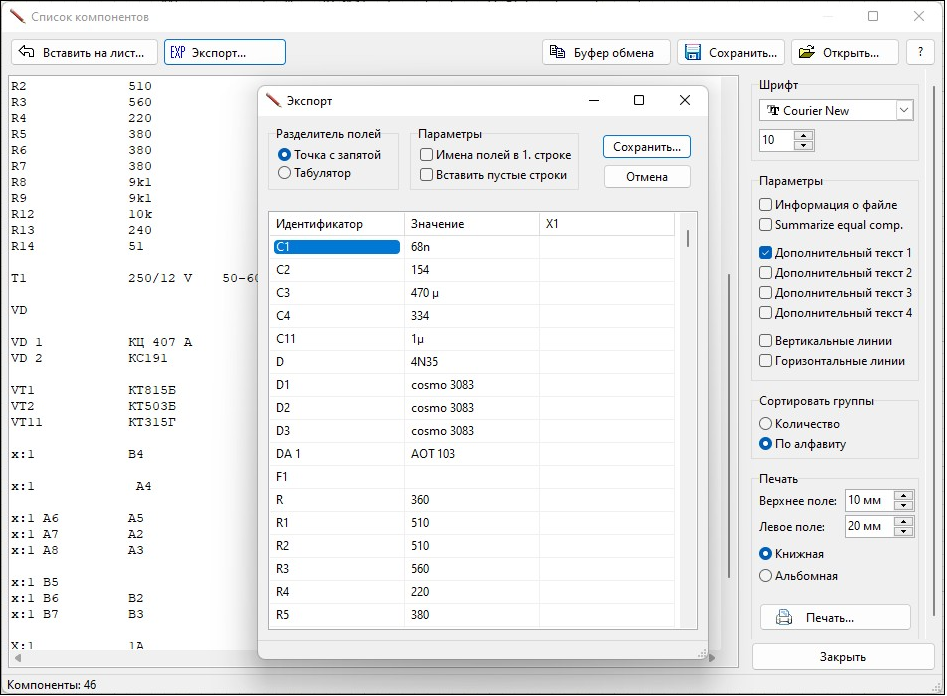 Список компонентов
Вставить на лист...
EXP Экспорт...
Буфер обмена
Сохранить...
Открыть...
?
R2 510
R3 560
R4 220
R5 380
R6 380
R7 380
R8 9k1
R9 9k1
R12 10k
R13 240
R14 51
T1 250/12 V 50-60
VD
VD 1 КЦ 407 А
VD 2 КС191
VT1 КТ815Б
VT2 КТ503Б
VT11 КТ315Г
x:1 B4
x:1 A4
x:1 A6 A5
x:1 A7 A2
x:1 A8 A3
x:1 B5
x:1 B6 B2
x:1 B7 B3
X:1 1A
Экспорт
Разделитель полей
Точка с запятой
Табулятор
Параметры
Имена полей в 1. строке
Вставить пустые строки
Сохранить...
Отмена
Идентификатор Значение X1
C1 68n
C2 154
C3 470 µ
C4 334
C11 1µ
D 4N35
D1 cosmo 3083
D2 cosmo 3083
D3 cosmo 3083
DA 1 AOT 103
F1
R 360
R1 510
R2 510
R3 560
R4 220
R5 380
Шрифт
Courier New
10
Параметры
Информация о файле
Summarize equal comp.
Дополнительный текст 1
Дополнительный текст 2
Дополнительный текст 3
Дополнительный текст 4
Вертикальные линии
Горизонтальные линии
Сортировать группы
Количество
По алфавиту
Печать
Верхнее поле: 10 мм
Левое поле: 20 мм
Книжная
Альбомная
Печать...
Закрыть
Компоненты: 46